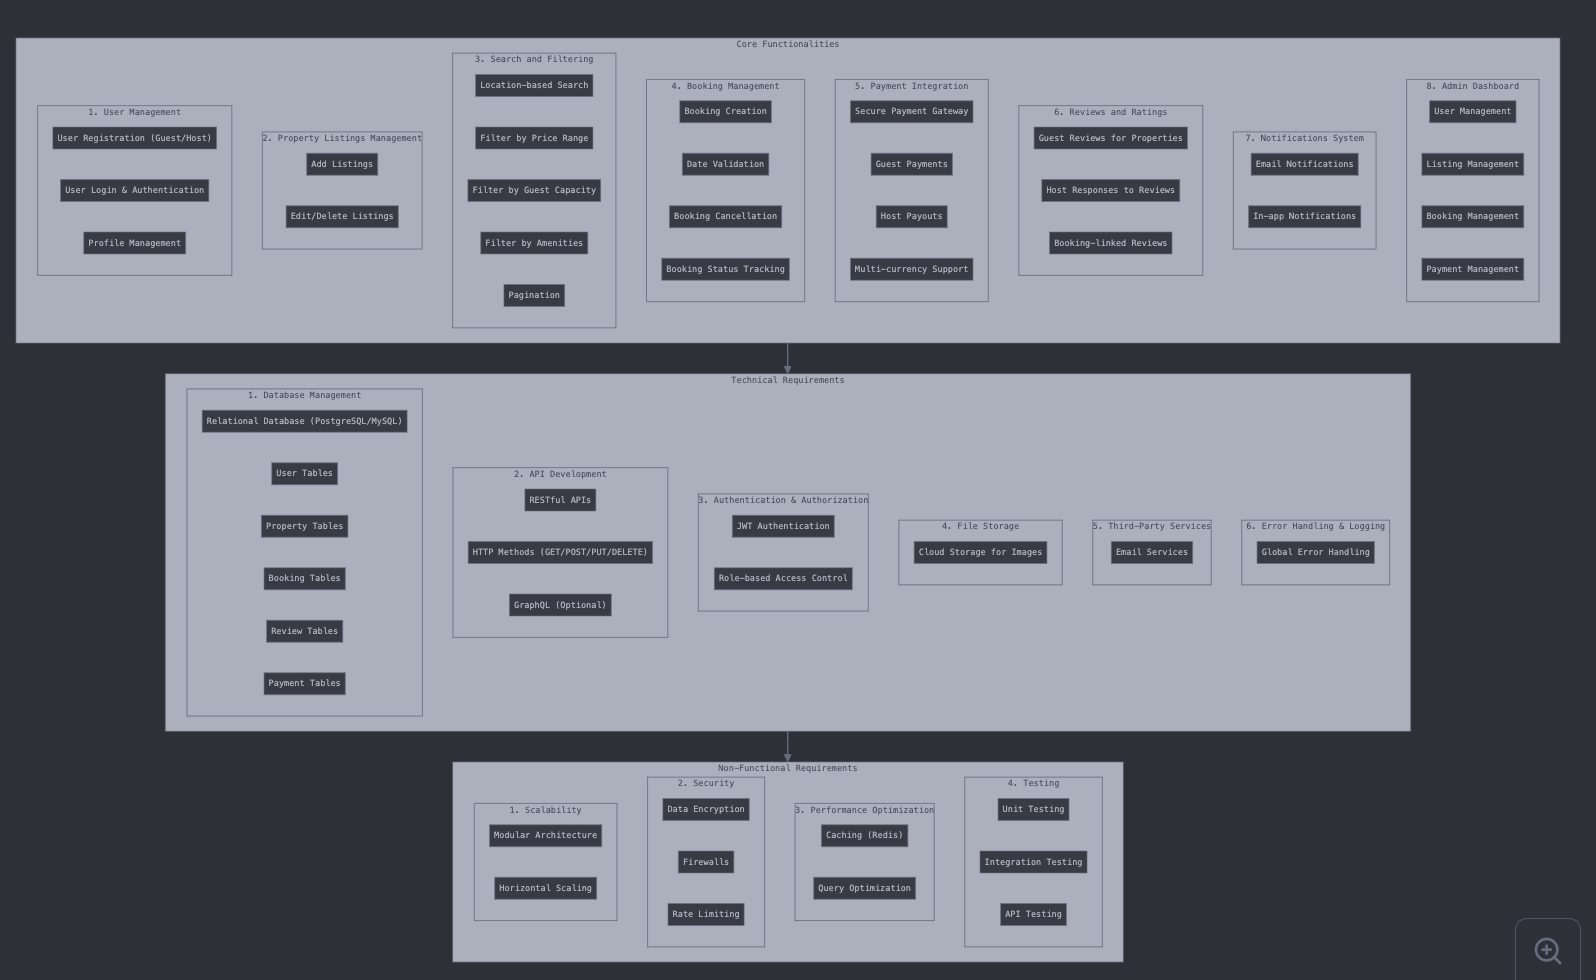 Core Functionalities
1. User Management
User Registration (Guest/Host)
User Login & Authentication
Profile Management
2. Property Listings Management
Add Listings
Edit/Delete Listings
3. Search and Filtering
Location-based Search
Filter by Price Range
Filter by Guest Capacity
Filter by Amenities
Pagination
4. Booking Management
Booking Creation
Date Validation
Booking Cancellation
Booking Status Tracking
5. Payment Integration
Secure Payment Gateway
Guest Payments
Host Payouts
Multi-currency Support
6. Reviews and Ratings
Guest Reviews for Properties
Host Responses to Reviews
Booking-linked Reviews
7. Notifications System
Email Notifications
In-app Notifications
8. Admin Dashboard
User Management
Listing Management
Booking Management
Payment Management
Technical Requirements
1. Database Management
Relational Database (PostgreSQL/MySQL)
User Tables
Property Tables
Booking Tables
Review Tables
Payment Tables
2. API Development
RESTful APIs
HTTP Methods (GET/POST/PUT/DELETE)
GraphQL (Optional)
3. Authentication & Authorization
JWT Authentication
Role-based Access Control
4. File Storage
Cloud Storage for Images
5. Third-Party Services
Email Services
6. Error Handling & Logging
Global Error Handling
Non-Functional Requirements
1. Scalability
Modular Architecture
Horizontal Scaling
2. Security
Data Encryption
Firewalls
Rate Limiting
3. Performance Optimization
Caching (Redis)
Query Optimization
4. Testing
Unit Testing
Integration Testing
API Testing